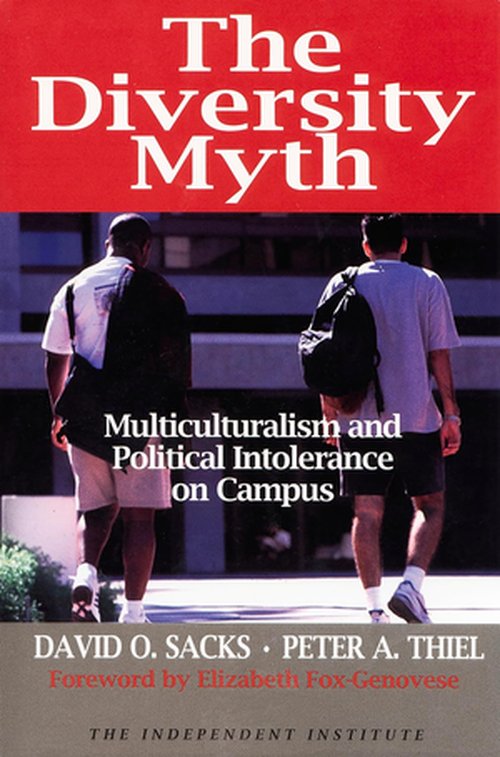 The
Diversity
Myth
Multiculturalism and
Political Intolerance
on Campus
DAVID O. SACKS • PETER A. THIEL
Foreword by Elizabeth Fox-Genovese
THE INDEPENDENT INSTITUTE